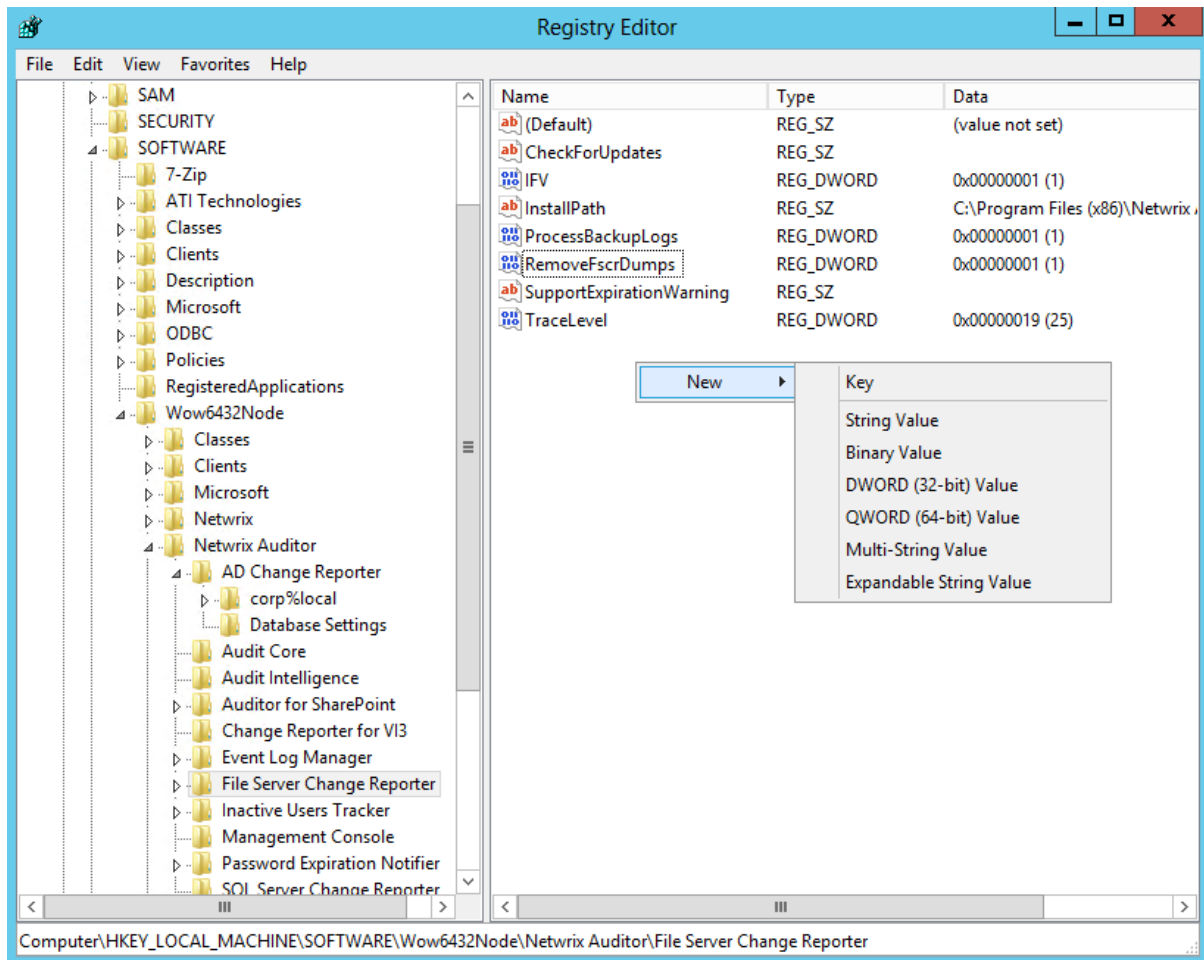 Registry Editor
File Edit View Favorites Help
SAM
SECURITY
SOFTWARE
7-Zip
ATI Technologies
Classes
Clients
Description
Microsoft
ODBC
Policies
RegisteredApplications
Wow6432Node
Classes
Clients
Microsoft
Netwrix
Netwrix Auditor
AD Change Reporter
corp%local
Database Settings
Audit Core
Audit Intelligence
Auditor for SharePoint
Change Reporter for VI3
Event Log Manager
File Server Change Reporter
Inactive Users Tracker
Management Console
Password Expiration Notifier
SQL Server Change Reporter
Name Type Data
(Default) REG_SZ (value not set)
CheckForUpdates REG_SZ
IFV REG_DWORD 0x00000001 (1)
InstallPath REG_SZ C:\Program Files (x86)\Netwrix
ProcessBackupLogs REG_DWORD 0x00000001 (1)
RemoveFscrDumps REG_DWORD 0x00000001 (1)
SupportExpirationWarning REG_SZ
TraceLevel REG_DWORD 0x00000019 (25)
New
Key
String Value
Binary Value
DWORD (32-bit) Value
QWORD (64-bit) Value
Multi-String Value
Expandable String Value
Computer\HKEY_LOCAL_MACHINE\SOFTWARE\Wow6432Node\Netwrix Auditor\File Server Change Reporter